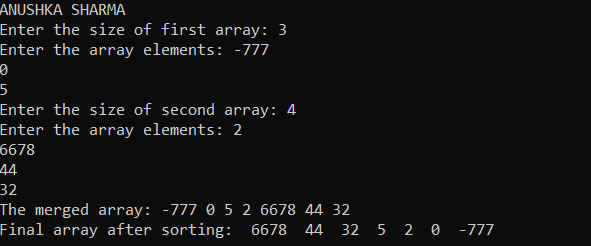 ANUSHKA SHARMA
Enter the size of first array: 3
Enter the array elements: -777
0
5
Enter the size of second array: 4
Enter the array elements: 2
6678
44
32
The merged array: -777 0 5 2 6678 44 32
Final array after sorting:  6678  44  32  5  2  0  -777